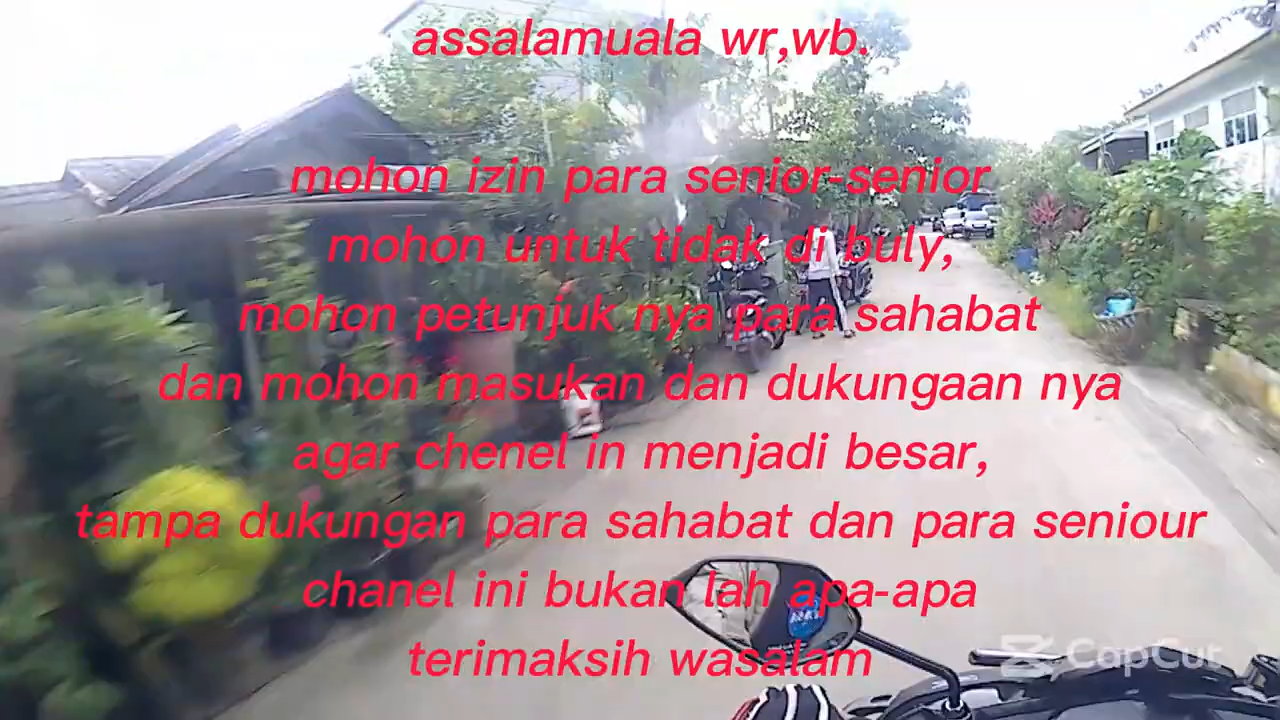 assalamuala wr,wb.
mohon izin para senior-senior
mohon untuk tidak di buly,
mohon petunjuk nya para sahabat
dan mohon masukan dan dukungaan nya
agar chenel in menjadi besar,
tampa dukungan para sahabat dan para seniour
chanel ini bukan lah apa-apa
terimaksih wasalam
CapCut